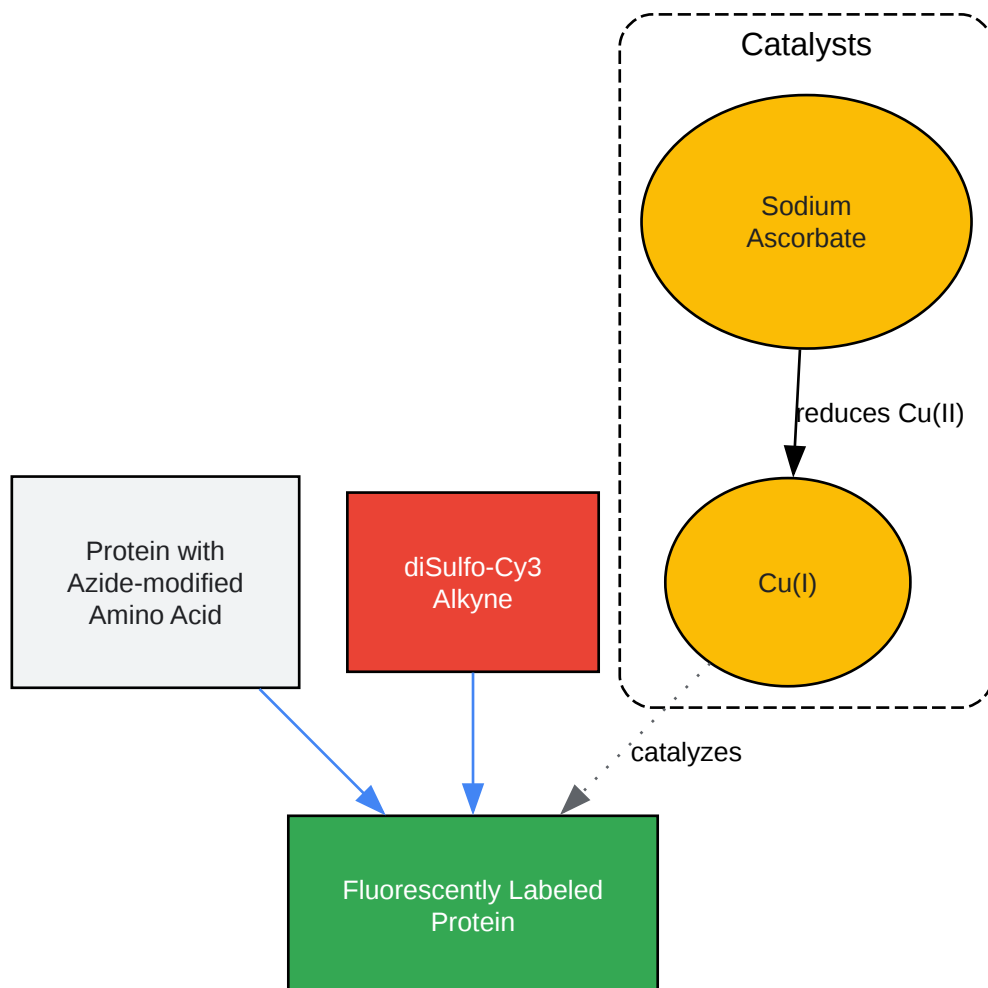 Catalysts
Sodium
Ascorbate
reduces Cu(II)
Protein with
Azide-modified
Amino Acid
diSulfo-Cy3
Alkyne
Cu(I)
catalyzes
Fluorescently Labeled
Protein